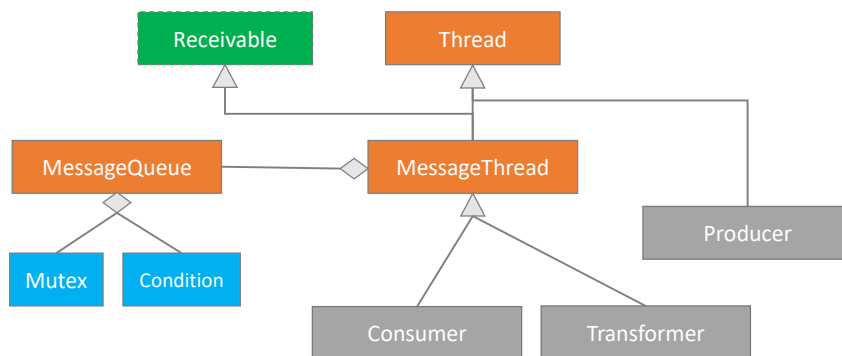 Receivable
Thread
MessageQueue
MessageThread
Producer
Mutex
Condition
Consumer
Transformer